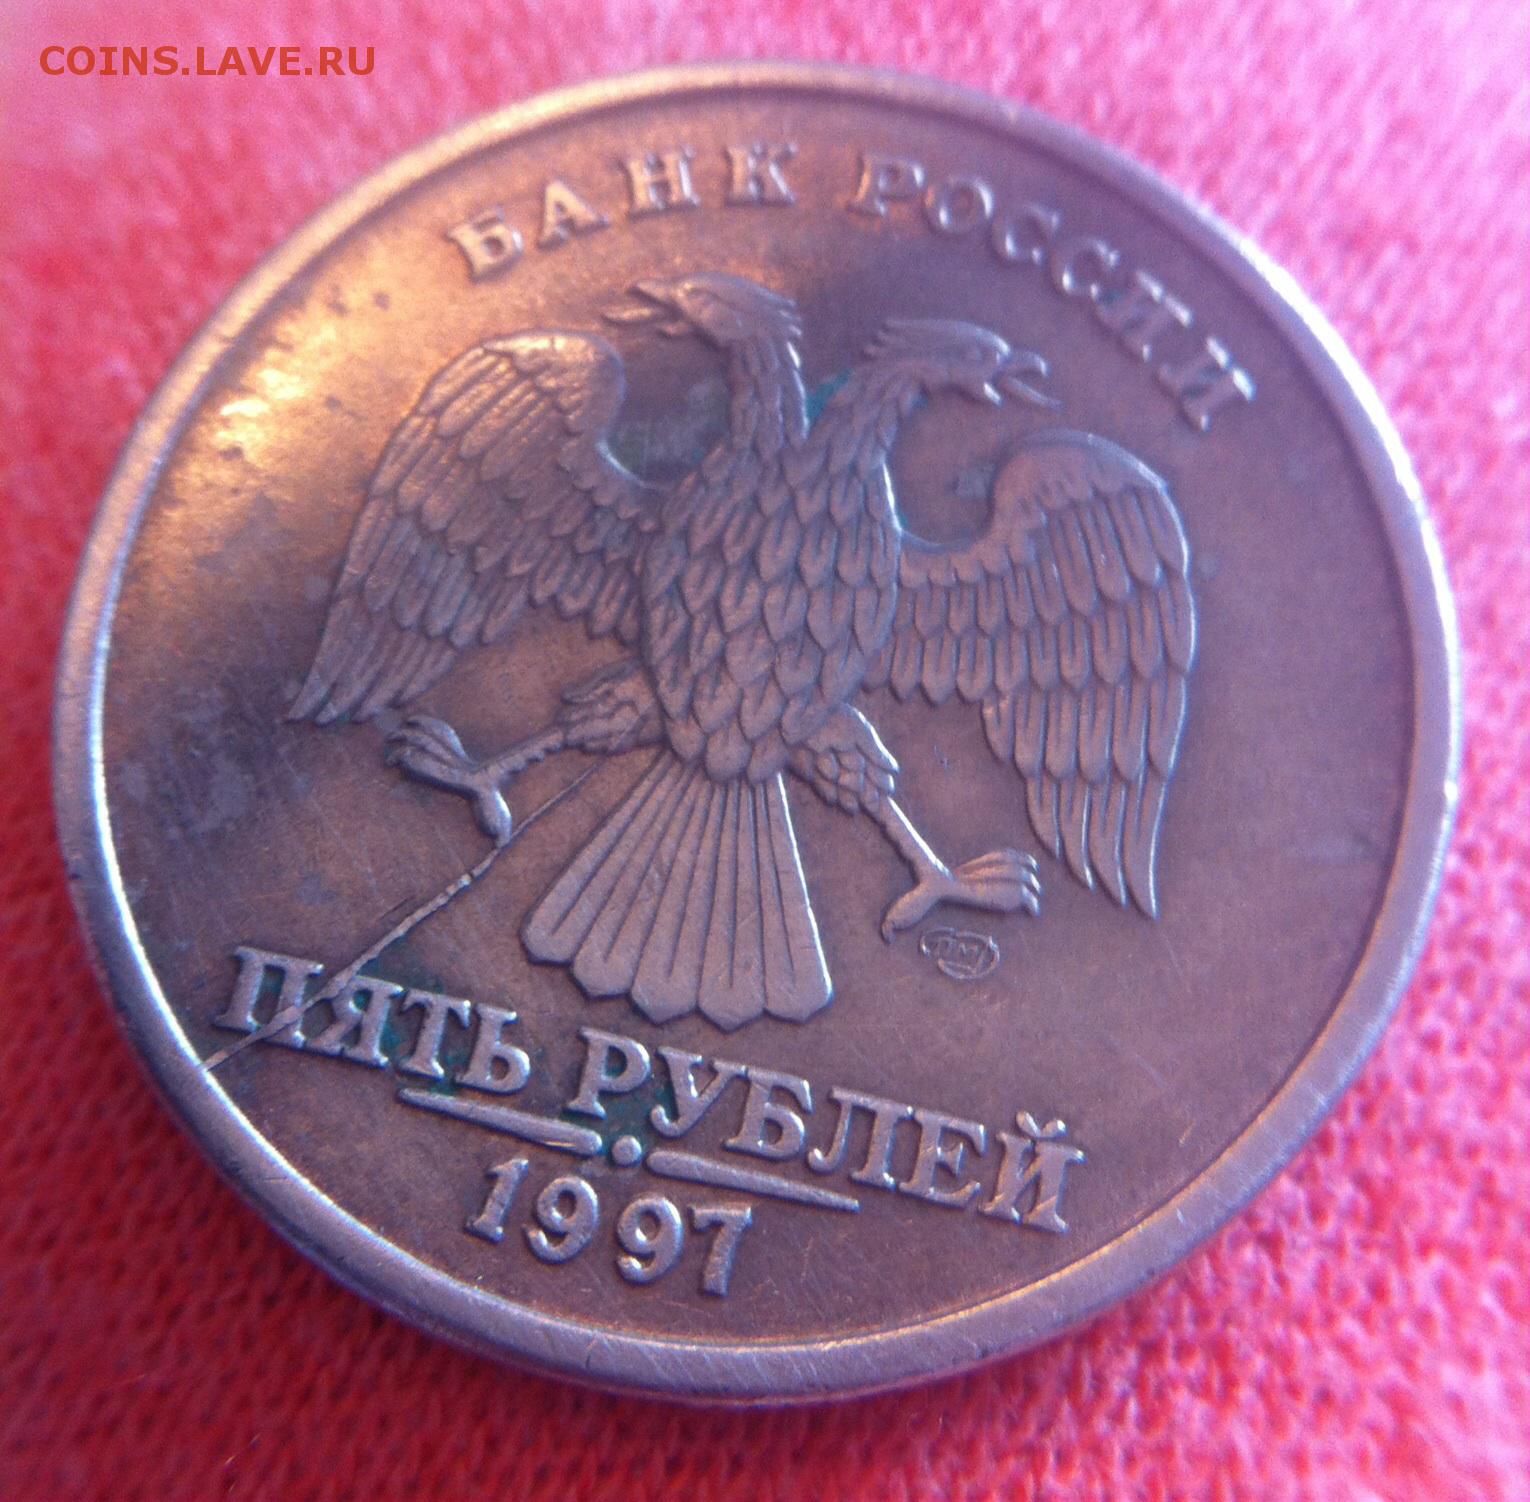 COINS.LAVE.RU
БАНК РОССИИ
ПЯТЬ РУБЛЕЙ
1997